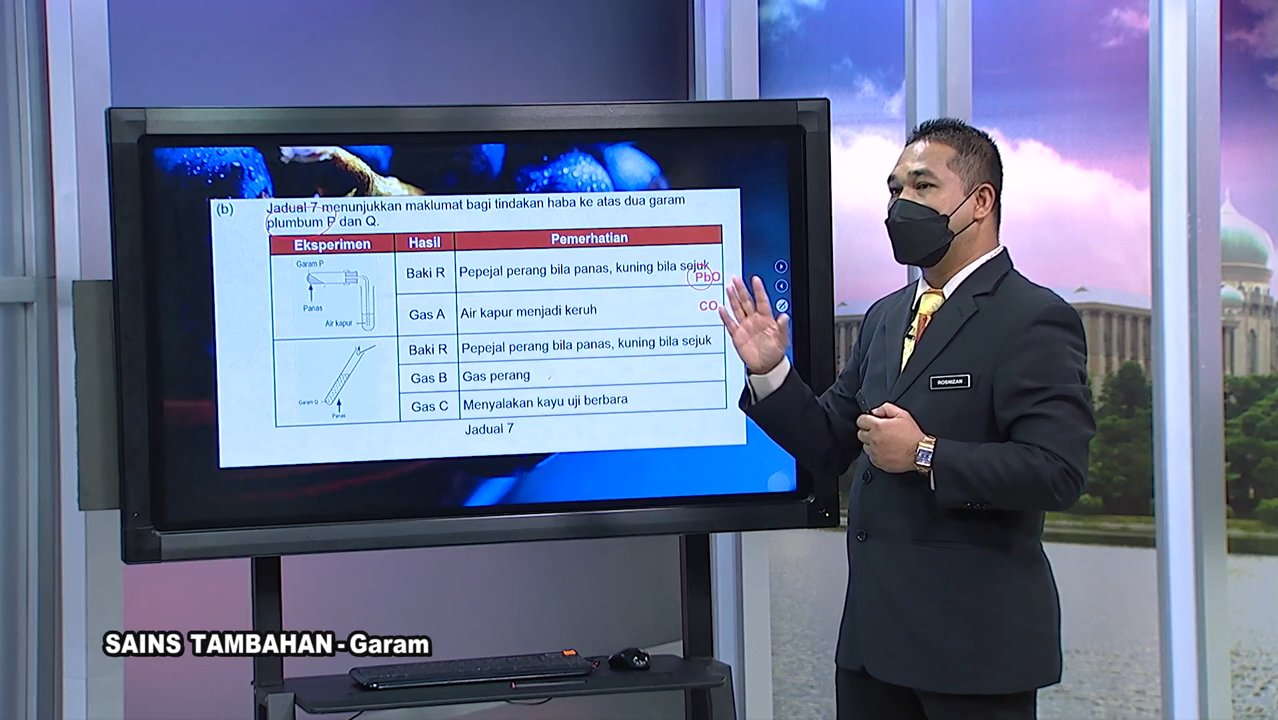 (b) Jadual 7 menunjukkan maklumat bagi tindakan haba ke atas dua garam
plumbum P dan Q.
Eksperimen Hasil Pemerhatian
Garam P
Panas
Air kapur
Baki R Pepejal perang bila panas, kuning bila sejuk
PbO
Gas A Air kapur menjadi keruh
CO
Garam Q
Panas
Baki R Pepejal perang bila panas, kuning bila sejuk
Gas B Gas perang
Gas C Menyalakan kayu uji berbara
Jadual 7
ROSNIZAN
SAINS TAMBAHAN - Garam